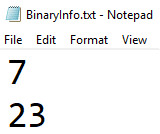 BinaryInfo.txt - Notepad
File Edit Format View
7
23